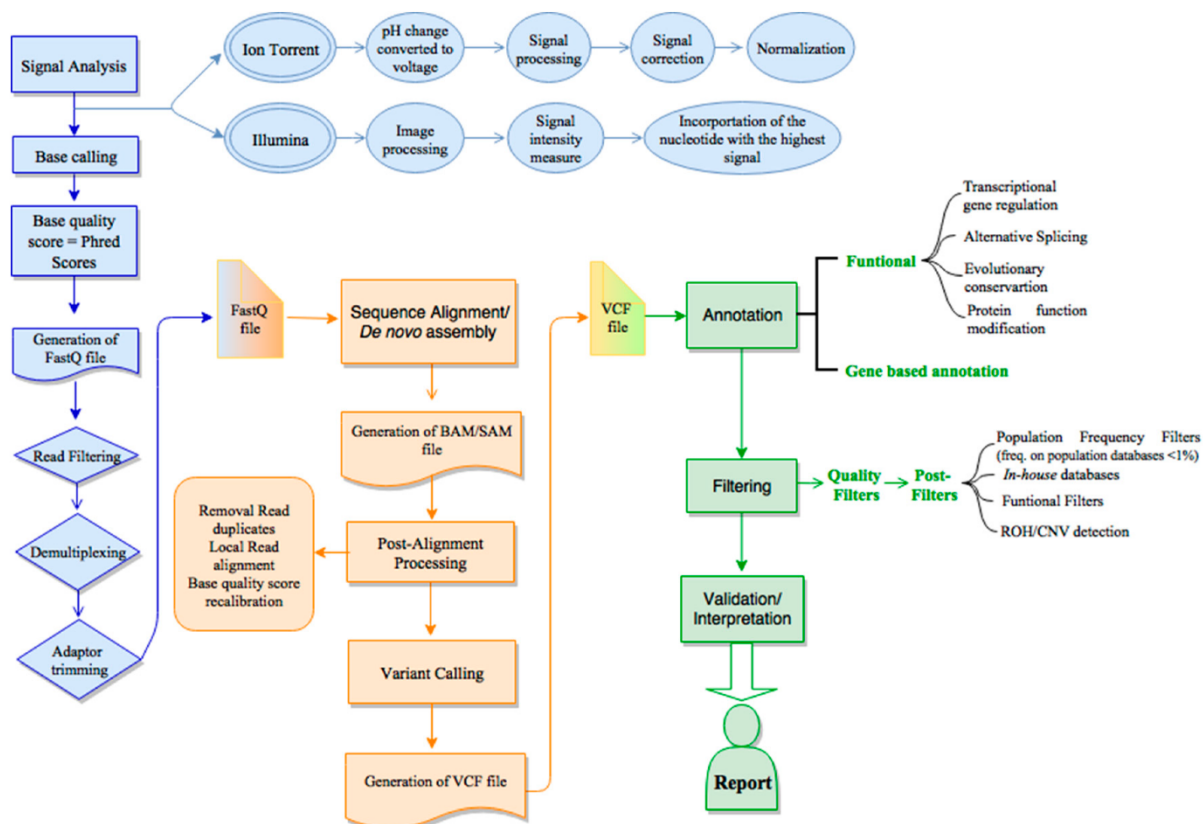 Signal Analysis
Ion Torrent
pH change
converted to
voltage
Signal
processing
Signal
correction
Normalization
Illumina
Image
processing
Signal
intensity
measure
Incortporation of the
nucleotide with the highest
signal
Base calling
Base quality
score = Phred
Scores
Generation of
FastQ file
Read Filtering
Demultiplexing
Adaptor
trimming
FastQ
file
Sequence Alignment/
De novo assembly
Generation of BAM/SAM
file
Post-Alignment
Processing
Removal Read
duplicates
Local Read
alignment
Base quality score
recalibration
Variant Calling
Generation of VCF file
VCF
file
Annotation
Funtional
Transcriptional
gene regulation
Alternative Splicing
Evolutionary
conservartion
Protein function
modification
Gene based annotation
Filtering
Quality
Filters
Post-
Filters
Population Frequency Filters
(freq. on population databases <1%)
In-house databases
Funtional Filters
ROH/CNV detection
Validation/
Interpretation
Report